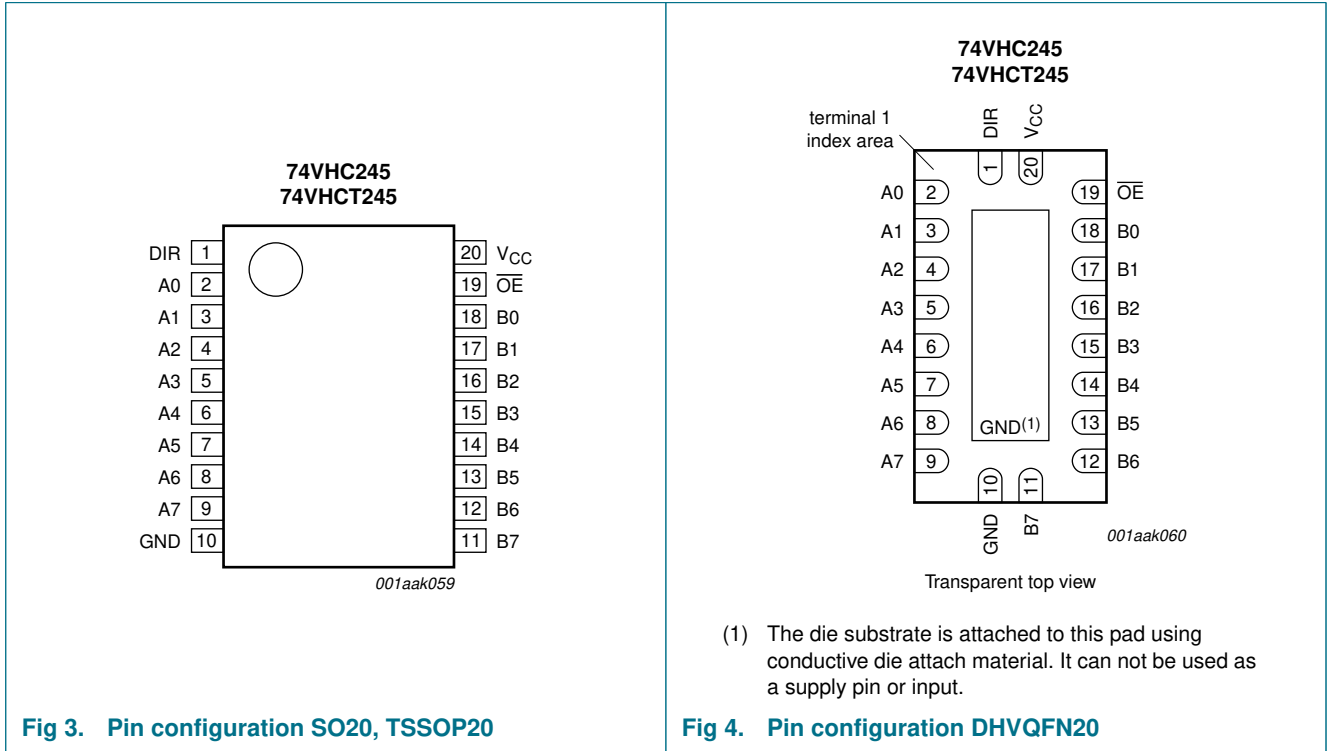 74VHC245
74VHCT245
DIR 1
A0 2
A1 3
A2 4
A3 5
A4 6
A5 7
A6 8
A7 9
GND 10
20 VCC
19 OE
18 B0
17 B1
16 B2
15 B3
14 B4
13 B5
12 B6
11 B7
001aak059
Fig 3. Pin configuration SO20, TSSOP20
74VHC245
74VHCT245
terminal 1
index area
DIR
VCC
1
20
A0 2
A1 3
A2 4
A3 5
A4 6
A5 7
A6 8
A7 9
19 OE
18 B0
17 B1
16 B2
15 B3
14 B4
13 B5
12 B6
GND(1)
10
11
GND
B7
001aak060
Transparent top view
(1) The die substrate is attached to this pad using
conductive die attach material. It can not be used as
a supply pin or input.
Fig 4. Pin configuration DHVQFN20